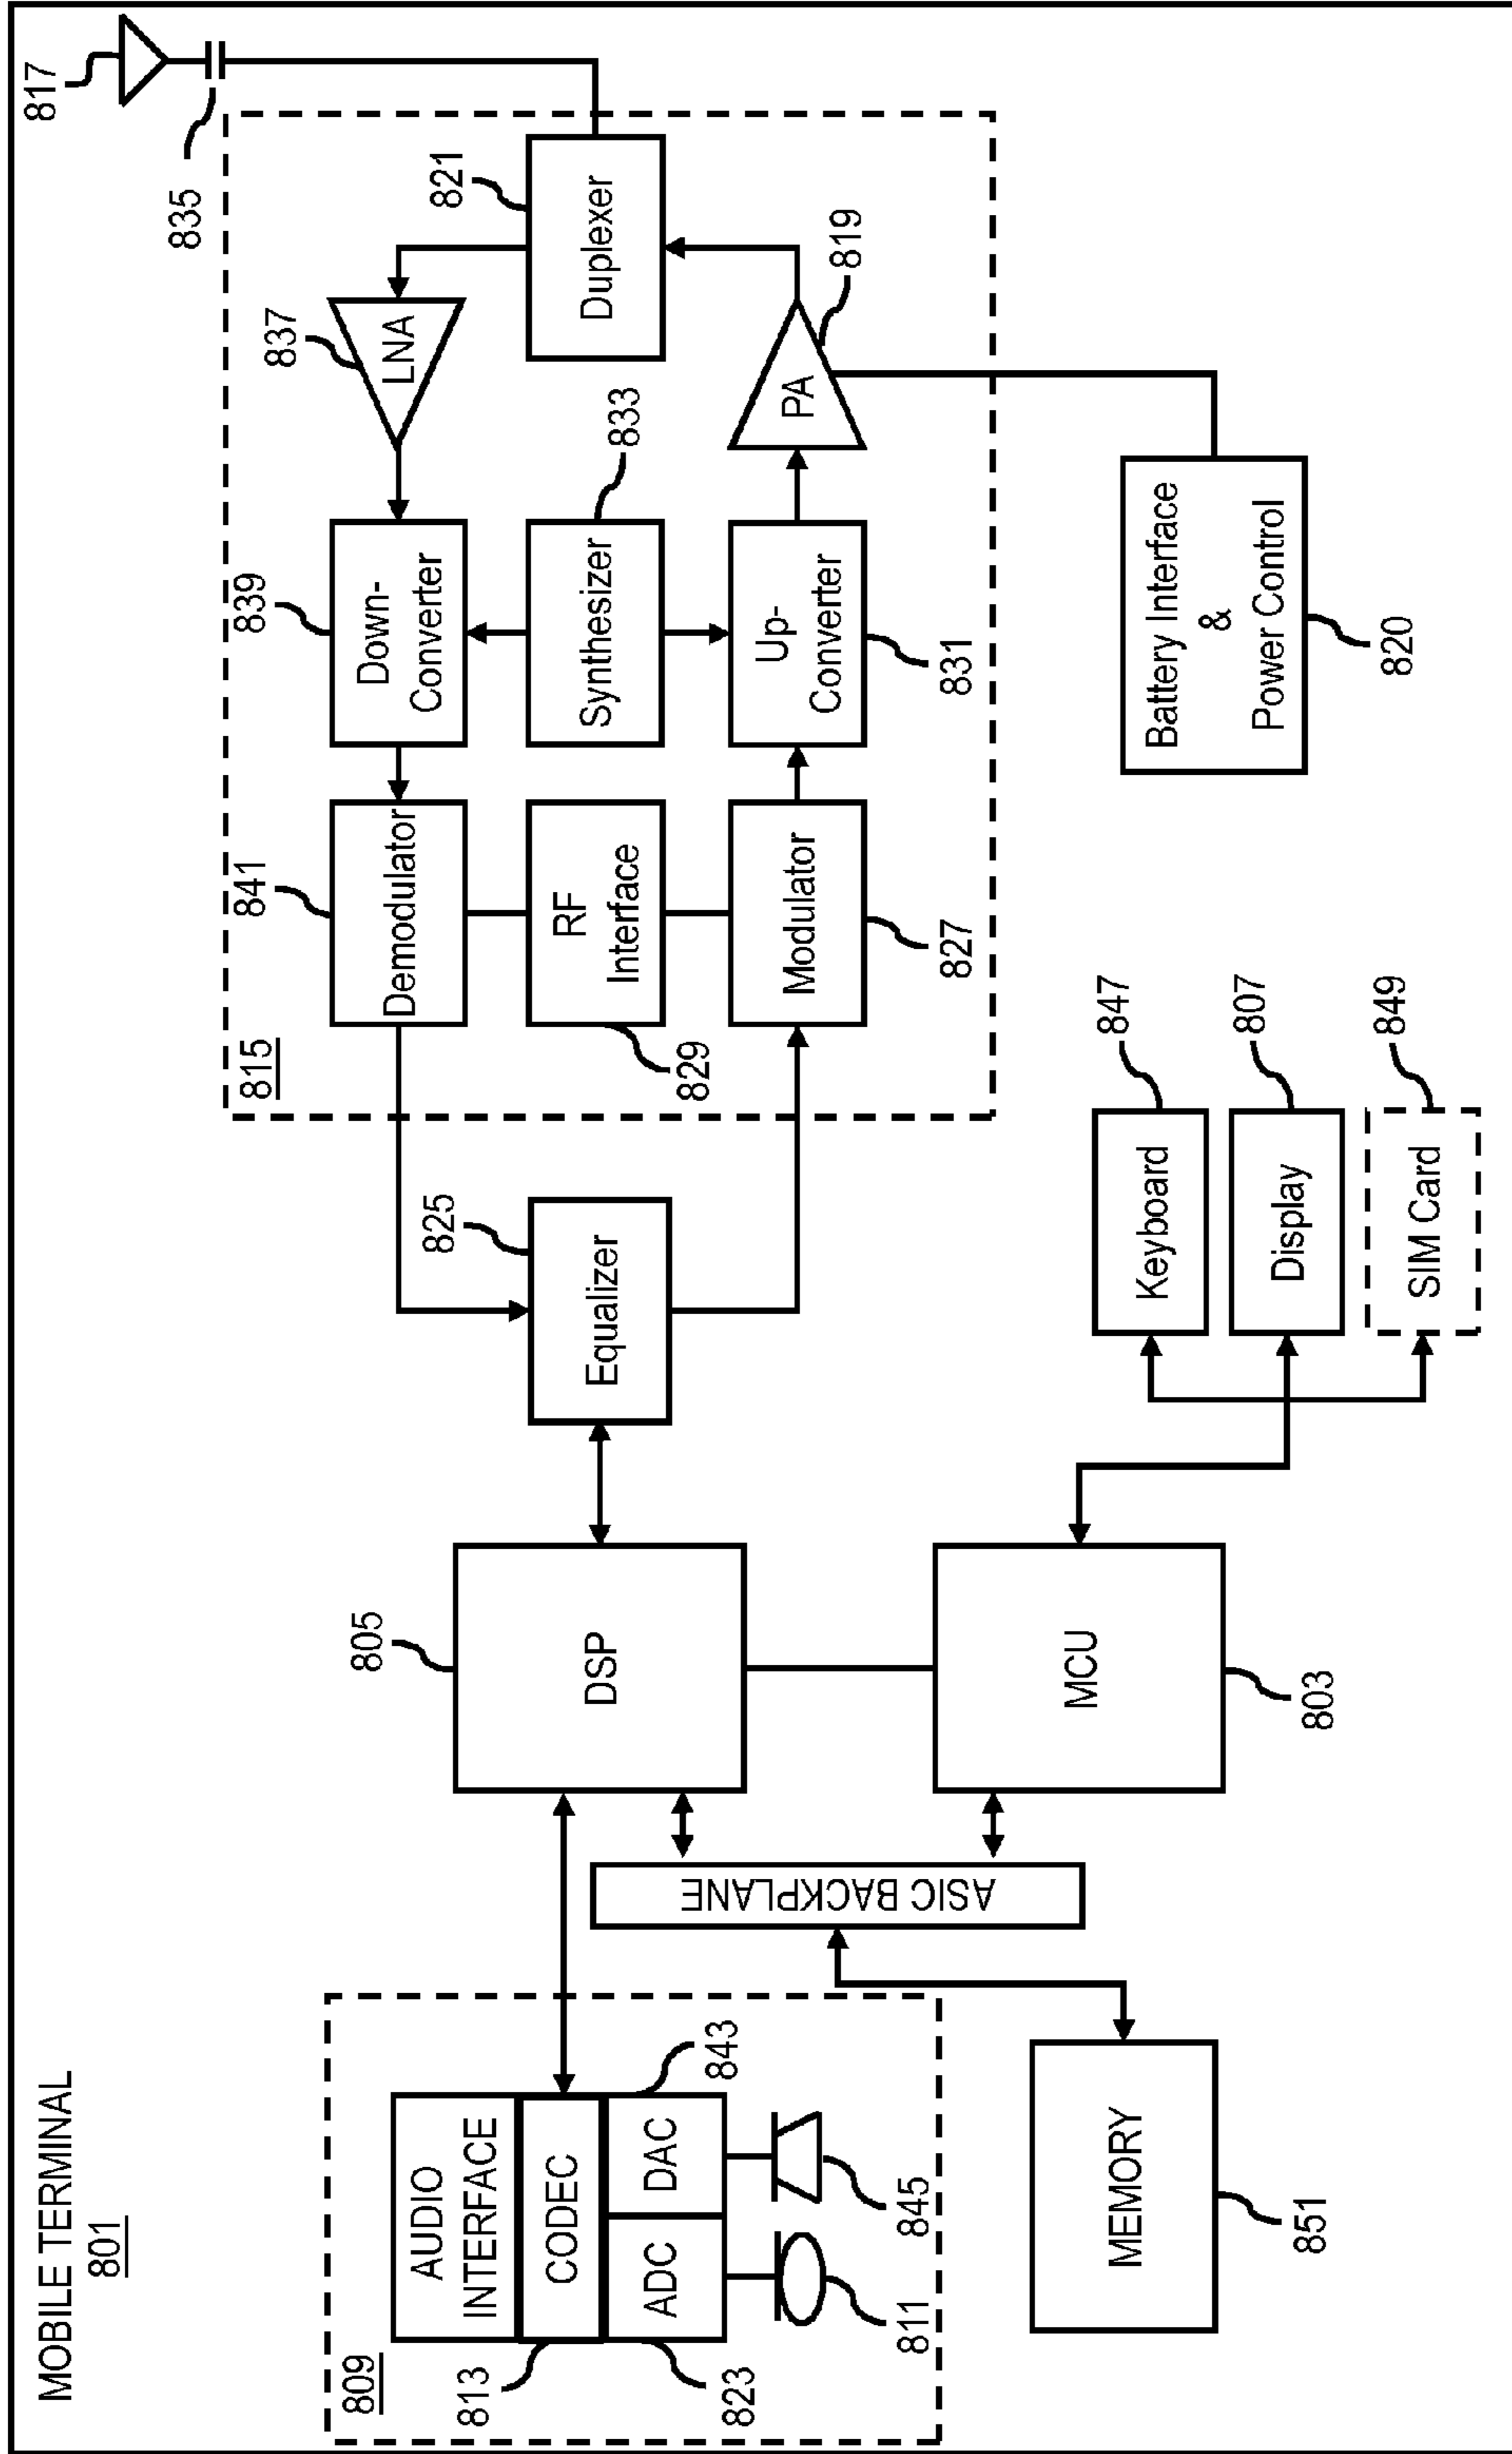 MOBILE TERMINAL
801
809
AUDIO
INTERFACE
CODEC
ADC
DAC
813
823
843
811
845
MEMORY
851
ASIC BACKPLANE
805
DSP
MCU
803
825
Equalizer
Keyboard
847
Display
807
SIM Card
849
815
841
Demodulator
RF
Interface
829
Modulator
827
839
Down-
Converter
Synthesizer
833
Up-
Converter
831
837
LNA
PA
819
821
Duplexer
835
817
Battery Interface
&
Power Control
820